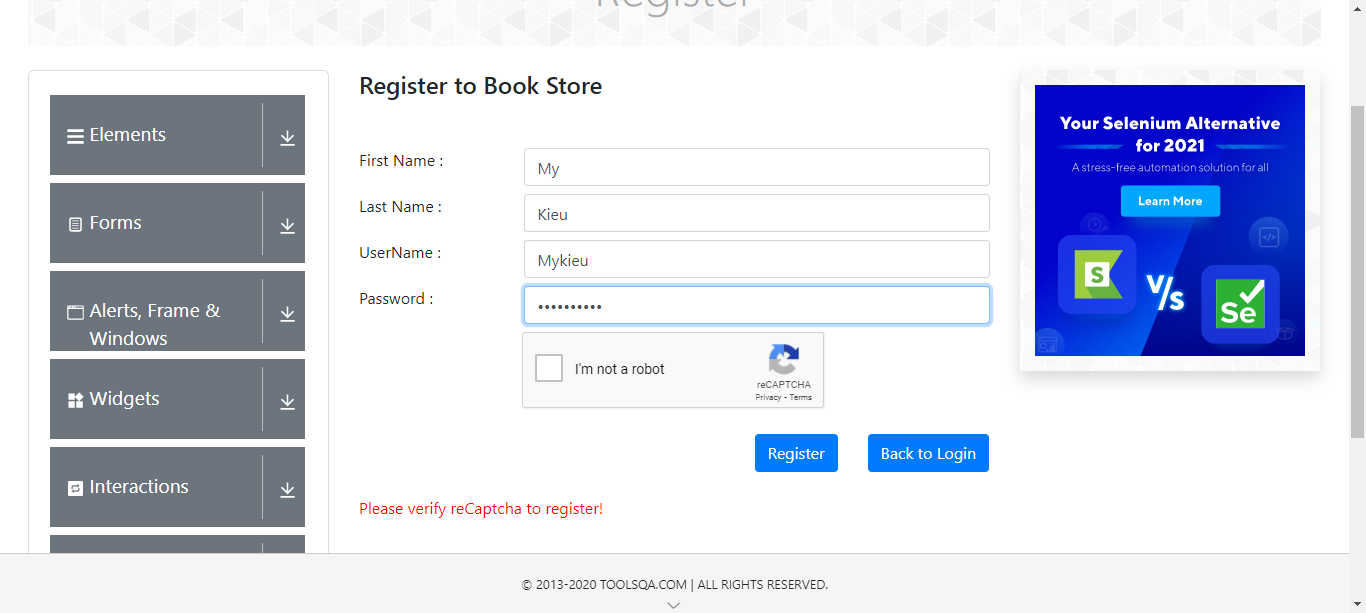 Register
Elements
Forms
Alerts, Frame &
Windows
Widgets
Interactions
Register to Book Store
First Name :
My
Last Name :
Kieu
UserName :
Mykieu
Password :
••••••••••
I'm not a robot
reCAPTCHA
Privacy - Terms
Register
Back to Login
Please verify reCaptcha to register!
Your Selenium Alternative
for 2021
A stress-free automation solution for all
Learn More
S
V/s
Se
© 2013-2020 TOOLSQA.COM | ALL RIGHTS RESERVED.